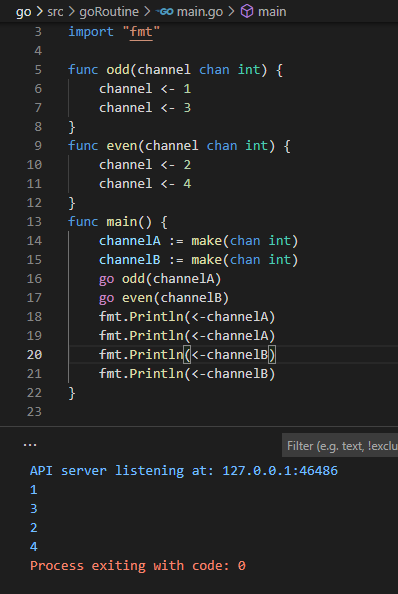 go > src > goRoutine > main.go > main
3 import "fmt"
4
5 func odd(channel chan int) {
6 channel <- 1
7 channel <- 3
8 }
9 func even(channel chan int) {
10 channel <- 2
11 channel <- 4
12 }
13 func main() {
14 channelA := make(chan int)
15 channelB := make(chan int)
16 go odd(channelA)
17 go even(channelB)
18 fmt.Println(<-channelA)
19 fmt.Println(<-channelA)
20 fmt.Println(<-channelB)
21 fmt.Println(<-channelB)
22 }
23
... Filter (e.g. text, !exclu
API server listening at: 127.0.0.1:46486
1
3
2
4
Process exiting with code: 0